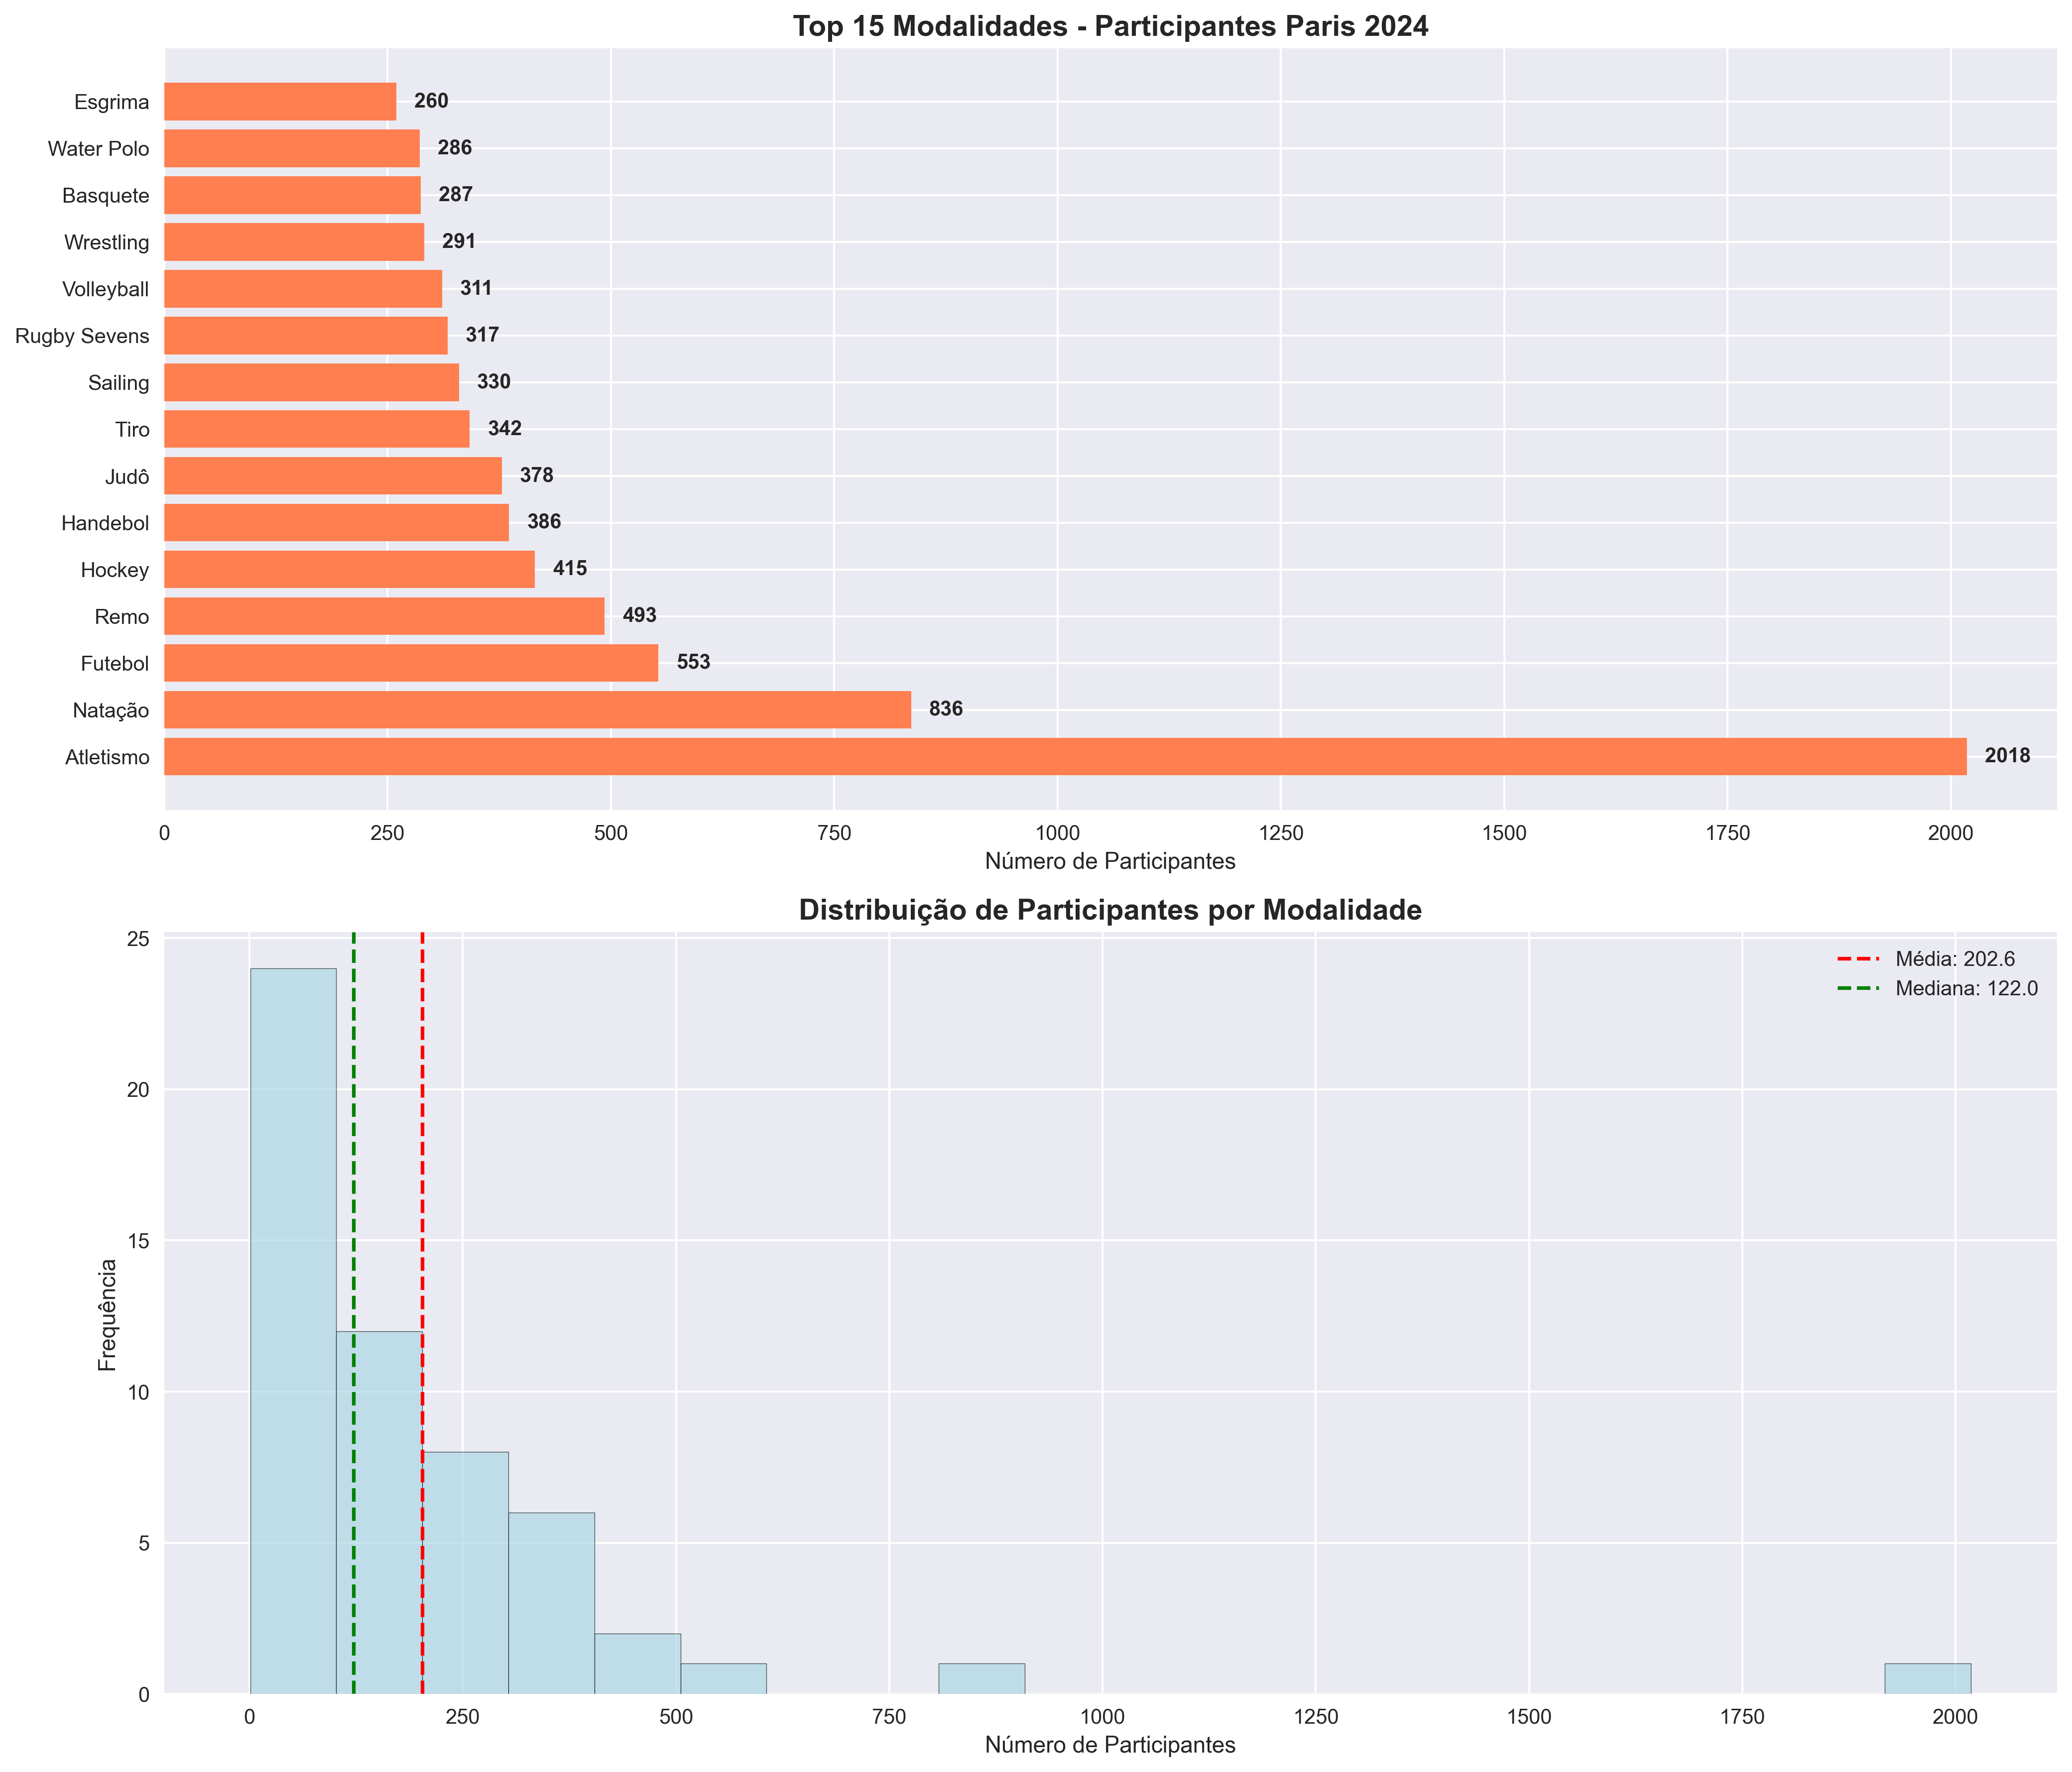 Top 15 Modalidades - Participantes Paris 2024
Esgrima 260
Water Polo 286
Basquete 287
Wrestling 291
Volleyball 311
Rugby Sevens 317
Sailing 330
Tiro 342
Judô 378
Handebol 386
Hockey 415
Remo 493
Futebol 553
Natação 836
Atletismo 2018
0 250 500 750 1000 1250 1500 1750 2000
Número de Participantes
Distribuição de Participantes por Modalidade
Média: 202.6
Mediana: 122.0
25
20
15
10
5
0
Frequência
0 250 500 750 1000 1250 1500 1750 2000
Número de Participantes